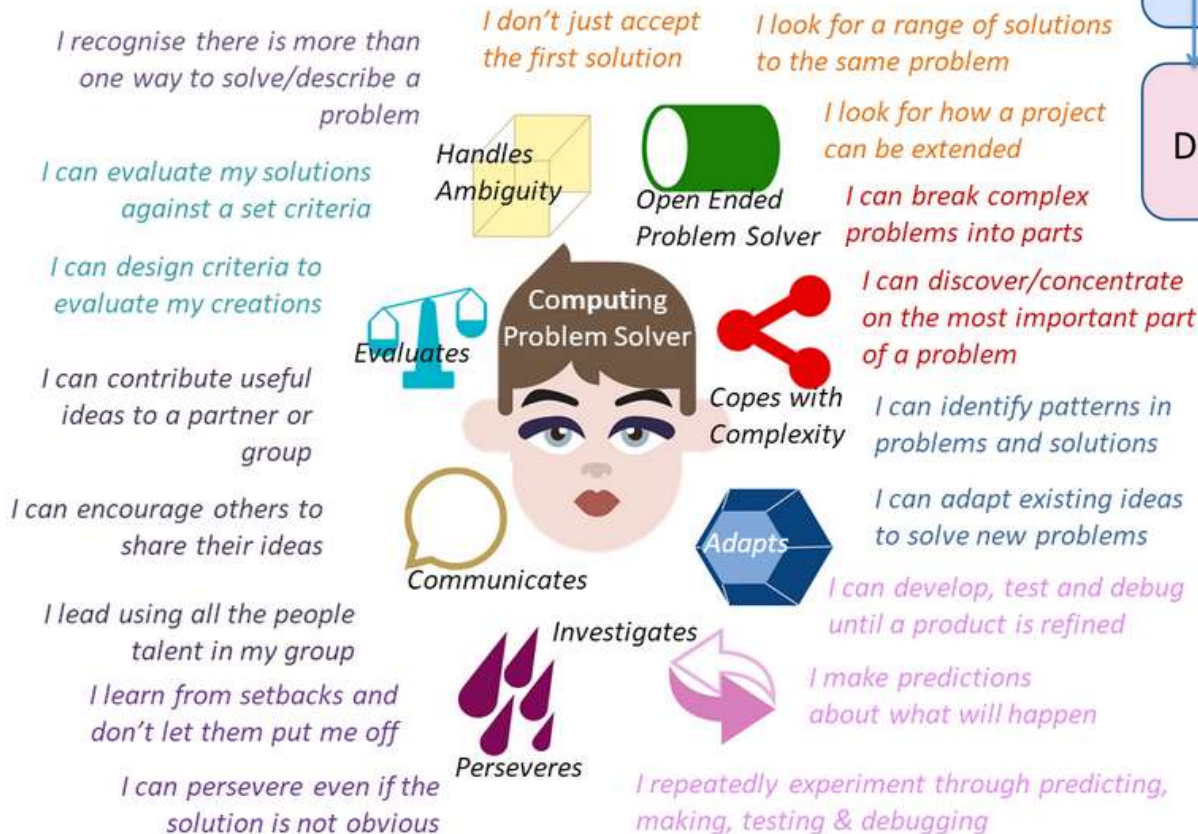 I recognise there is more than
one way to solve/describe a
problem
I don't just accept
the first solution
I look for a range of solutions
to the same problem
I look for how a project
can be extended
D
Handles
Ambiguity
Open Ended
Problem Solver
I can evaluate my solutions
against a set criteria
I can break complex
problems into parts
I can design criteria to
evaluate my creations
Evaluates
Computing
Problem Solver
I can discover/concentrate
on the most important part
of a problem
Copes with
Complexity
I can contribute useful
ideas to a partner or
group
I can identify patterns in
problems and solutions
I can encourage others to
share their ideas
Communicates
Adapts
I can adapt existing ideas
to solve new problems
I can develop, test and debug
until a product is refined
I lead using all the people
talent in my group
Investigates
I make predictions
about what will happen
I learn from setbacks and
don't let them put me off
Perseveres
I can persevere even if the
solution is not obvious
I repeatedly experiment through predicting,
making, testing & debugging